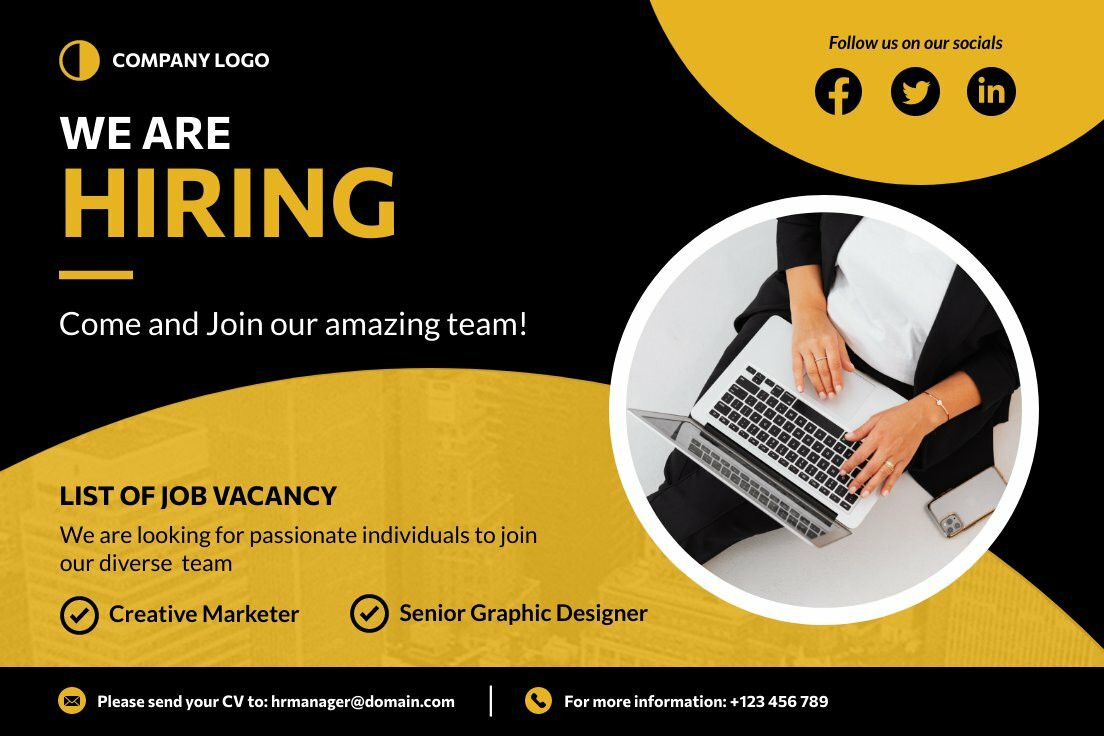 COMPANY LOGO
Follow us on our socials
WE ARE
HIRING
Come and Join our amazing team!
LIST OF JOB VACANCY
We are looking for passionate individuals to join
our diverse  team
Creative Marketer
Senior Graphic Designer
Please send your CV to: hrmanager@domain.com
For more information: +123 456 789